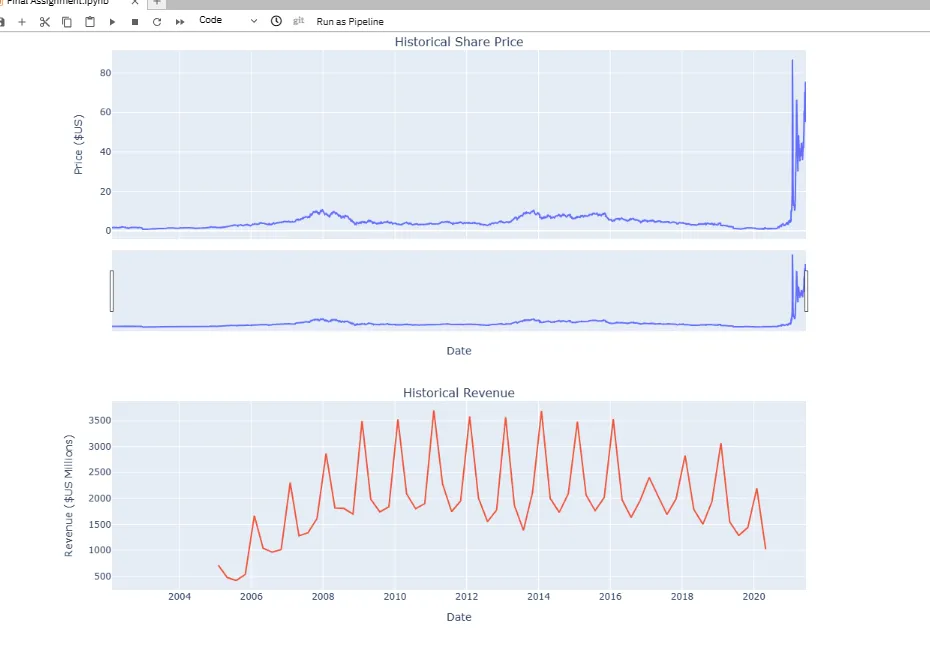 Final Assignment.ipynb
Code
git
Run as Pipeline
Historical Share Price
80
60
40
20
0
Price ($US)
Date
Historical Revenue
3500
3000
2500
2000
1500
1000
500
Revenue ($US Millions)
2004 2006 2008 2010 2012 2014 2016 2018 2020
Date